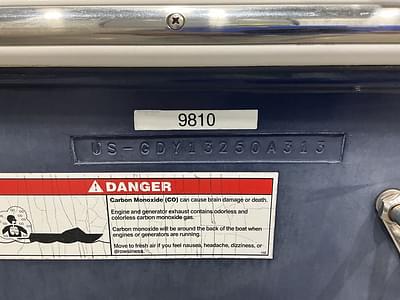 9810
US-GDY13250A313
DANGER
Carbon Monoxide (CO) can cause brain damage or death.
Engine and generator exhaust contains odorless and
colorless carbon monoxide gas.
Carbon monoxide will be around the back of the boat when
engines or generators are running.
Move to fresh air if you feel nausea, headache, dizziness, or
drowsiness.